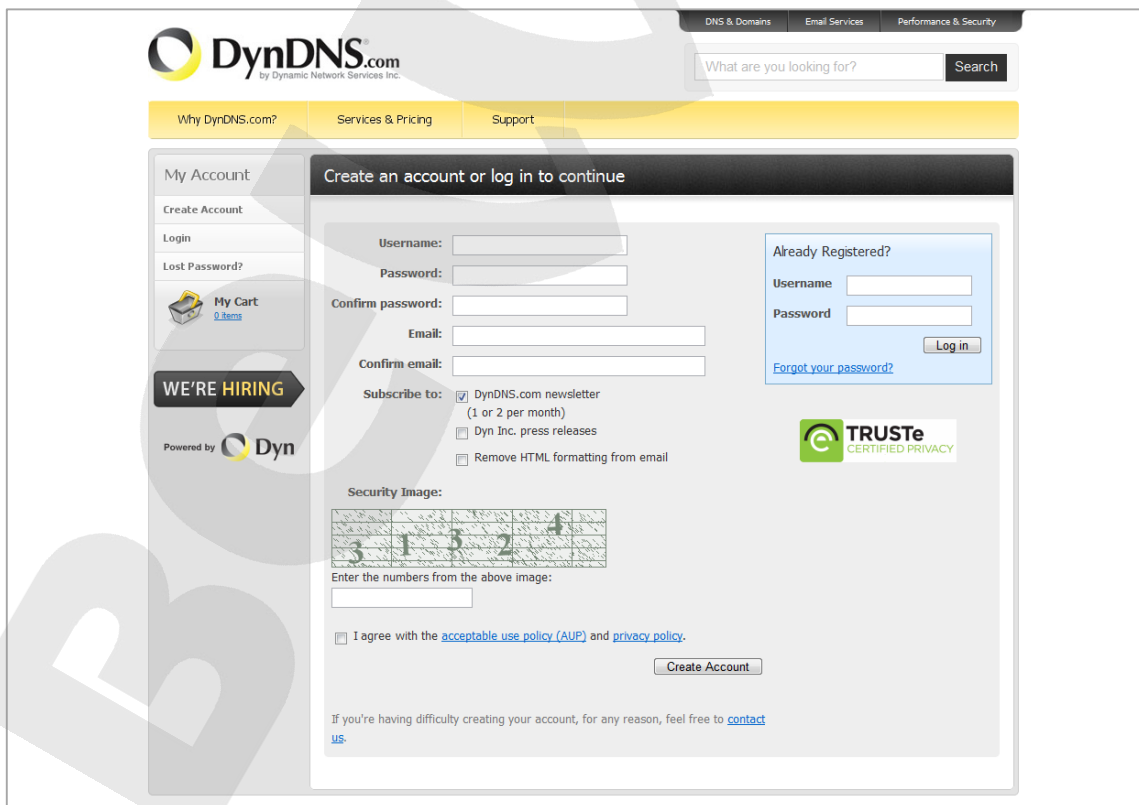 DNS & Domains
Email Services
Performance & Security
DynDNS.com
by Dynamic Network Services Inc.
What are you looking for?
Search
Why DynDNS.com?
Services & Pricing
Support
My Account
Create Account
Login
Lost Password?
My Cart
0 items
WE'RE HIRING
Powered by Dyn
Create an account or log in to continue
Username:
Password:
Confirm password:
Email:
Confirm email:
Subscribe to:
DynDNS.com newsletter
(1 or 2 per month)
Dyn Inc. press releases
Remove HTML formatting from email
Security Image:
3 1 3 2 4
Enter the numbers from the above image:
I agree with the acceptable use policy (AUP) and privacy policy.
Create Account
If you're having difficulty creating your account, for any reason, feel free to contact
us.
Already Registered?
Username
Password
Log in
Forgot your password?
TRUSTe
CERTIFIED PRIVACY